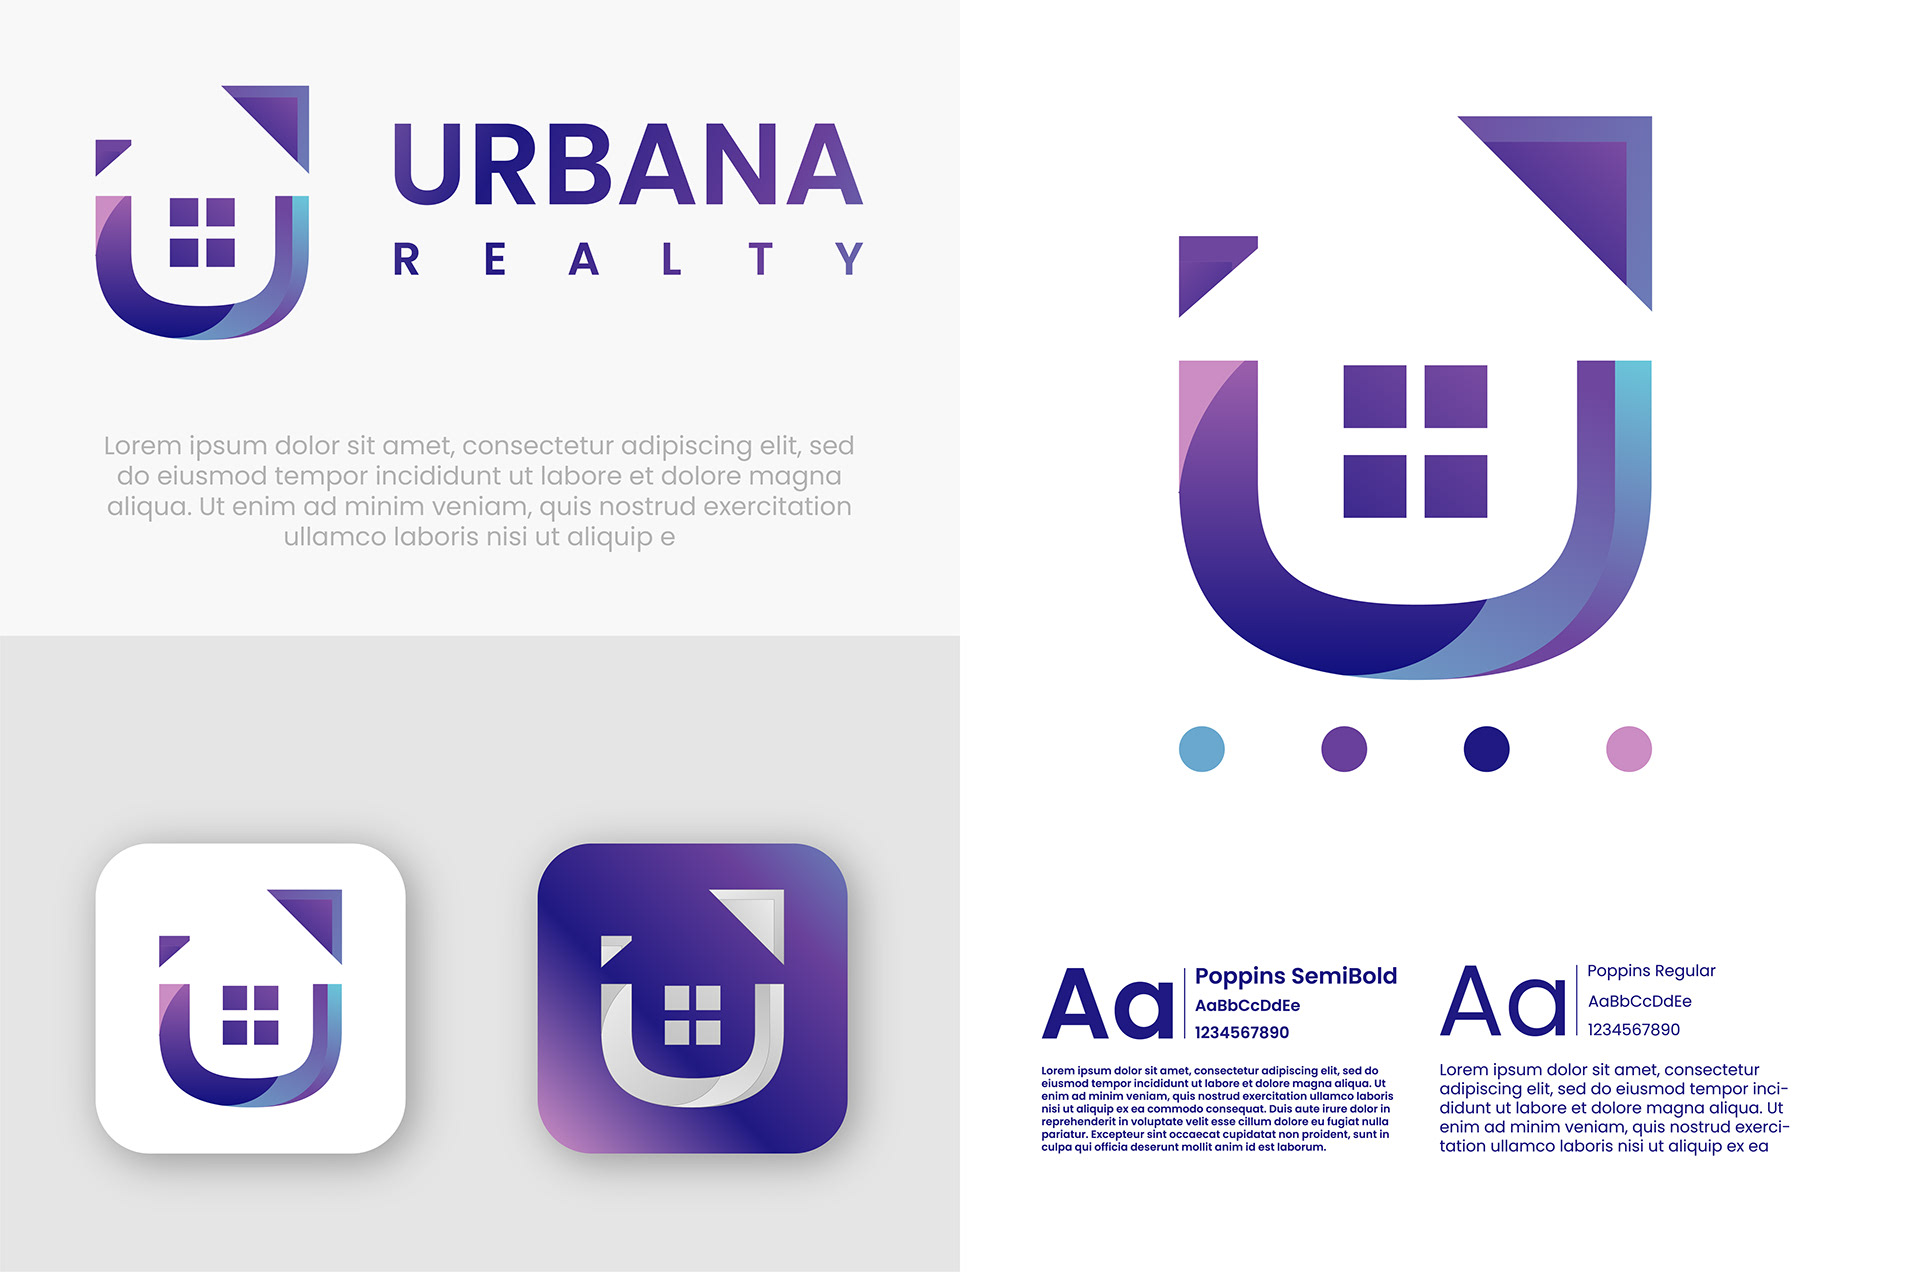 URBANA
REALTY
Lorem ipsum dolor sit amet, consectetur adipiscing elit, sed
do eiusmod tempor incididunt ut labore et dolore magna
aliqua. Ut enim ad minim veniam, quis nostrud exercitation
ullamco laboris nisi ut aliquip e
Aa
Poppins SemiBold
AaBbCcDdEe
1234567890
Lorem ipsum dolor sit amet, consectetur adipiscing elit, sed do
eiusmod tempor incididunt ut labore et dolore magna aliqua. Ut
enim ad minim veniam, quis nostrud exercitation ullamco laboris
nisi ut aliquip ex ea commodo consequat. Duis aute irure dolor in
reprehenderit in voluptate velit esse cillum dolore eu fugiat nulla
pariatur. Excepteur sint occaecat cupidatat non proident, sunt in
culpa qui officia deserunt mollit anim id est laborum.
Aa
Poppins Regular
AaBbCcDdEe
1234567890
Lorem ipsum dolor sit amet, consectetur
adipiscing elit, sed do eiusmod tempor inci-
didunt ut labore et dolore magna aliqua. Ut
enim ad minim veniam, quis nostrud exerci-
tation ullamco laboris nisi ut aliquip ex ea